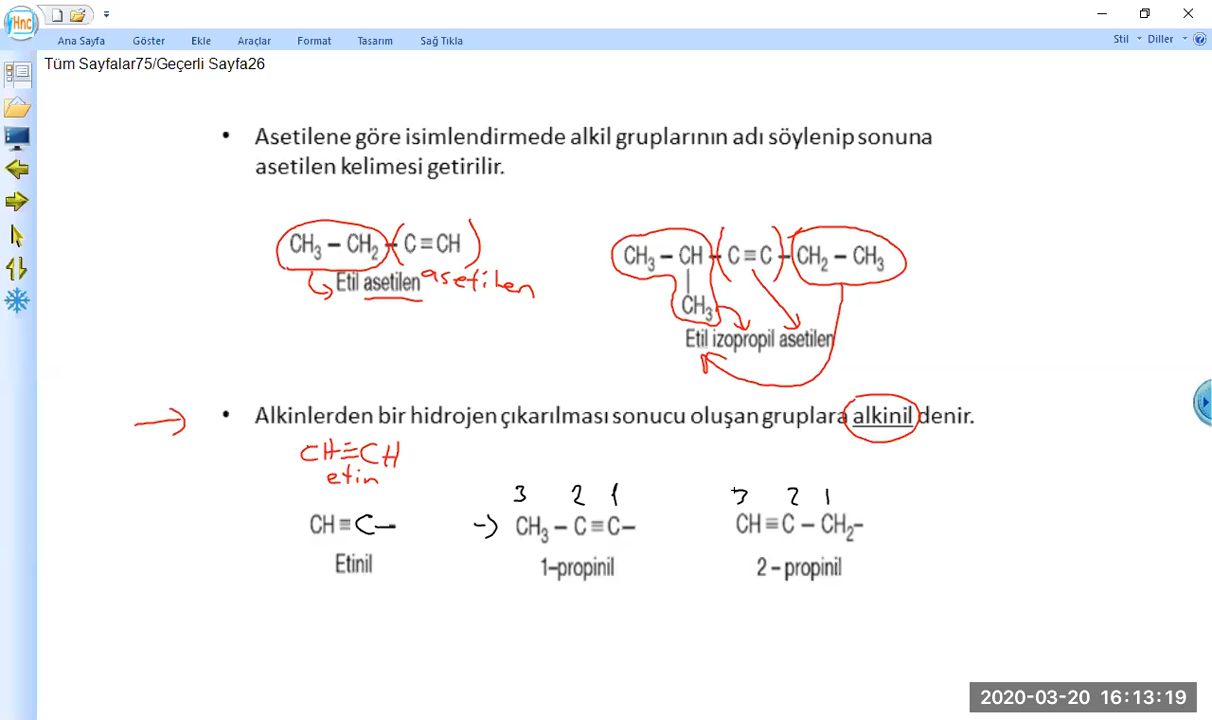 Hnc
Ana Sayfa Göster Ekle Araçlar Format Tasarım Sağ Tıkla Stil Diller
Tüm Sayfalar75/Geçerli Sayfa26
• Asetilene göre isimlendirmede alkil gruplarının adı söylenip sonuna
asetilen kelimesi getirilir.
CH₃ – CH₂ – C ≡ CH
Etil asetilen asetilen
CH₃ – CH – C ≡ C – CH₂ – CH₃
CH₃
Etil izopropil asetilen
• Alkinlerden bir hidrojen çıkarılması sonucu oluşan gruplara alkinil denir.
CH≡CH
etin
3 2 1 3 2 1
CH ≡ C – CH₃ – C ≡ C – CH ≡ C – CH₂–
Etinil 1–propinil 2 – propinil
2020-03-20 16:13:19